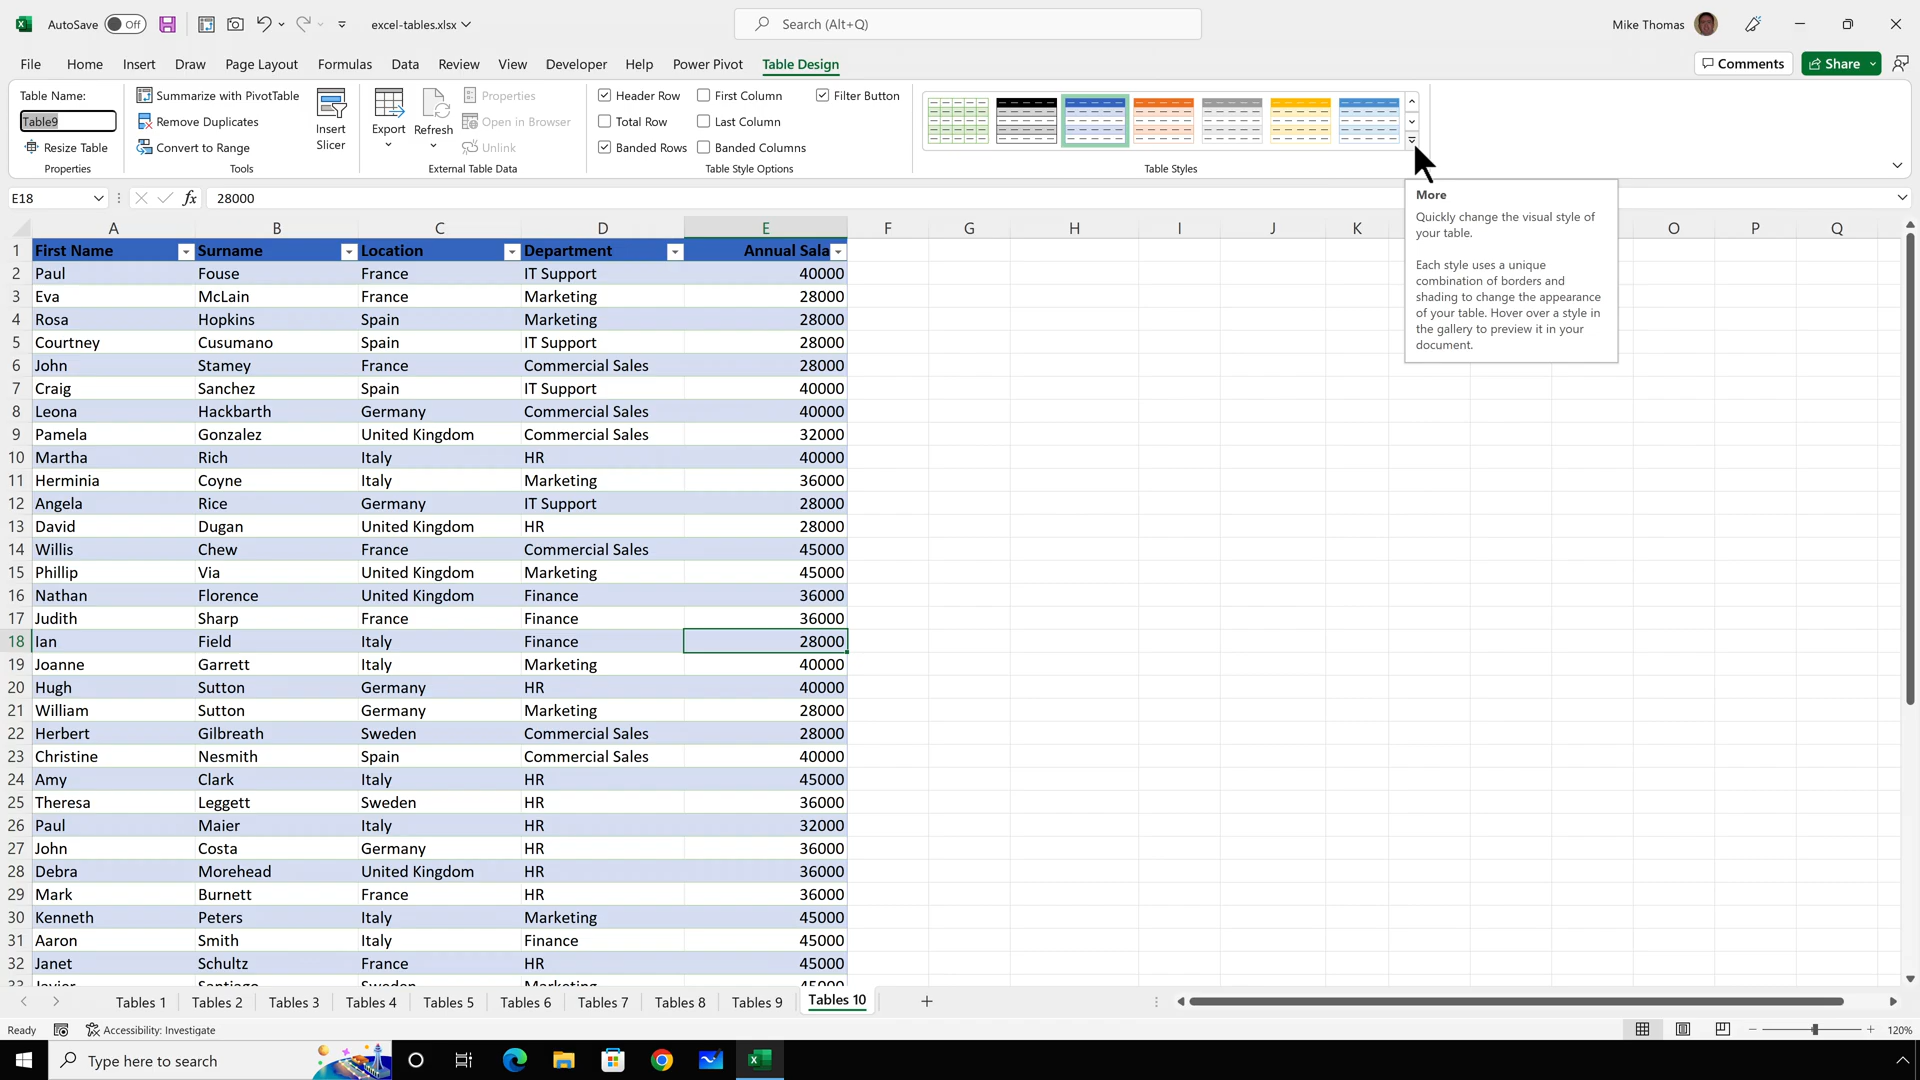 AutoSave Off excel-tables.xlsx Search (Alt+Q) Mike Thomas
File Home Insert Draw Page Layout Formulas Data Review View Developer Help Power Pivot Table Design Comments Share
Table Name:
Table9
Resize Table
Properties
Summarize with PivotTable
Remove Duplicates
Convert to Range
Tools
Insert
Slicer
Export
Refresh
Properties
Open in Browser
Unlink
External Table Data
Header Row First Column Filter Button
Total Row Last Column
Banded Rows Banded Columns
Table Style Options
Table Styles
E18 fx 28000
More
Quickly change the visual style of
your table.
Each style uses a unique
combination of borders and
shading to change the appearance
of your table. Hover over a style in
the gallery to preview it in your
document.
A B C D E F G H I J K O P Q
1 First Name Surname Location Department Annual Sala
2 Paul Fouse France IT Support 40000
3 Eva McLain France Marketing 28000
4 Rosa Hopkins Spain Marketing 28000
5 Courtney Cusumano Spain IT Support 28000
6 John Stamey France Commercial Sales 28000
7 Craig Sanchez Spain IT Support 40000
8 Leona Hackbarth Germany Commercial Sales 40000
9 Pamela Gonzalez United Kingdom Commercial Sales 32000
10 Martha Rich Italy HR 40000
11 Herminia Coyne Italy Marketing 36000
12 Angela Rice Germany IT Support 28000
13 David Dugan United Kingdom HR 28000
14 Willis Chew France Commercial Sales 45000
15 Phillip Via United Kingdom Marketing 45000
16 Nathan Florence United Kingdom Finance 36000
17 Judith Sharp France Finance 36000
18 Ian Field Italy Finance 28000
19 Joanne Garrett Italy Marketing 40000
20 Hugh Sutton Germany HR 40000
21 William Sutton Germany Marketing 28000
22 Herbert Gilbreath Sweden Commercial Sales 28000
23 Christine Nesmith Spain Commercial Sales 40000
24 Amy Clark Italy HR 45000
25 Theresa Leggett Sweden HR 36000
26 Paul Maier Italy HR 32000
27 John Costa Germany HR 36000
28 Debra Morehead United Kingdom HR 36000
29 Mark Burnett France HR 36000
30 Kenneth Peters Italy Marketing 45000
31 Aaron Smith Italy Finance 45000
32 Janet Schultz France HR 45000
Tables 1 Tables 2 Tables 3 Tables 4 Tables 5 Tables 6 Tables 7 Tables 8 Tables 9 Tables 10
Ready Accessibility: Investigate 120%
Type here to search